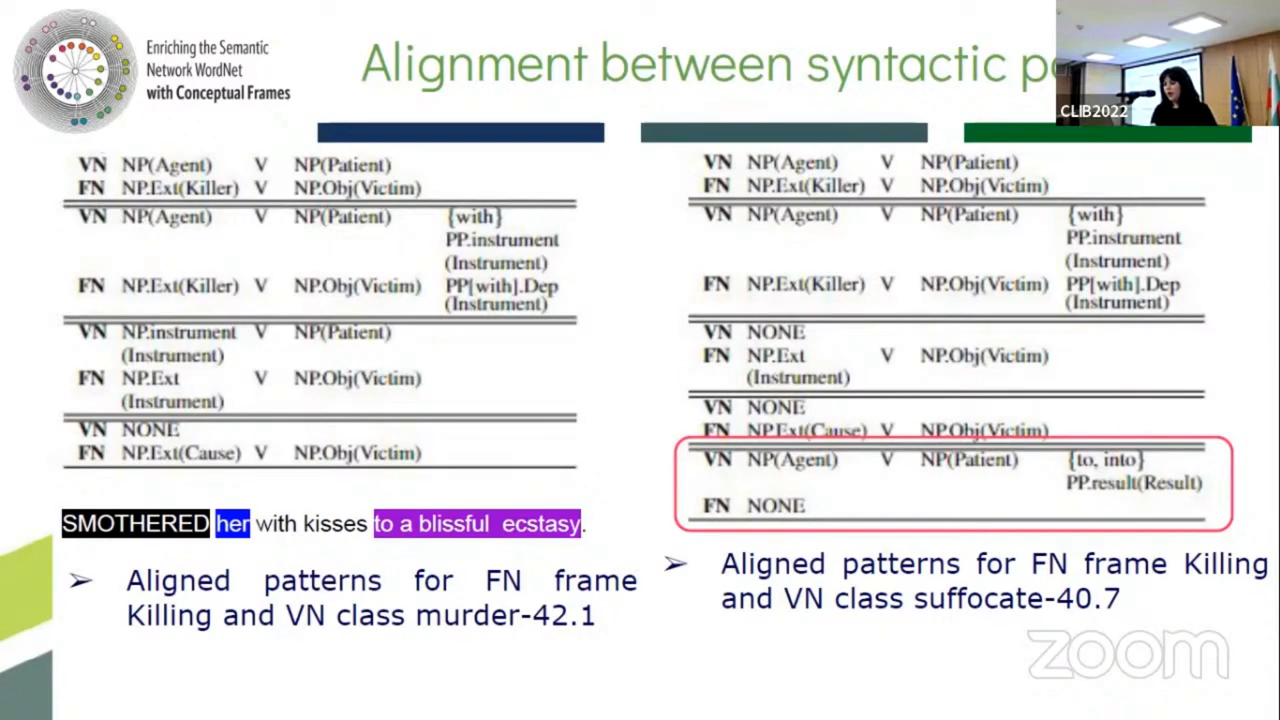 Enriching the Semantic
Network WordNet
with Conceptual Frames
Alignment between syntactic
CLIB2022
VN NP(Agent) V NP(Patient)
FN NP.Ext(Killer) V NP.Obj(Victim)
VN NP(Agent) V NP(Patient) {with}
PP.instrument
(Instrument)
FN NP.Ext(Killer) V NP.Obj(Victim) PP[with].Dep
(Instrument)
VN NP.instrument V NP(Patient)
(Instrument)
FN NP.Ext V NP.Obj(Victim)
(Instrument)
VN NONE
FN NP.Ext(Cause) V NP.Obj(Victim)
SMOTHERED her with kisses to a blissful ecstasy.
➢ Aligned patterns for FN frame
Killing and VN class murder-42.1
VN NP(Agent) V NP(Patient)
FN NP.Ext(Killer) V NP.Obj(Victim)
VN NP(Agent) V NP(Patient) {with}
PP.instrument
(Instrument)
FN NP.Ext(Killer) V NP.Obj(Victim) PP[with].Dep
(Instrument)
VN NONE
FN NP.Ext V NP.Obj(Victim)
(Instrument)
VN NONE
FN NP.Ext(Cause) V NP.Obj(Victim)
VN NP(Agent) V NP(Patient) {to, into}
PP.result(Result)
FN NONE
➢ Aligned patterns for FN frame Killing
and VN class suffocate-40.7
zoom